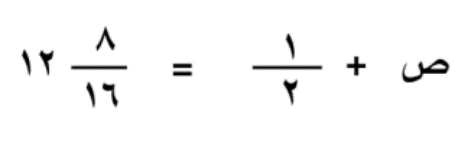 ص + ١/٢ = ٨/١٦ ١٢